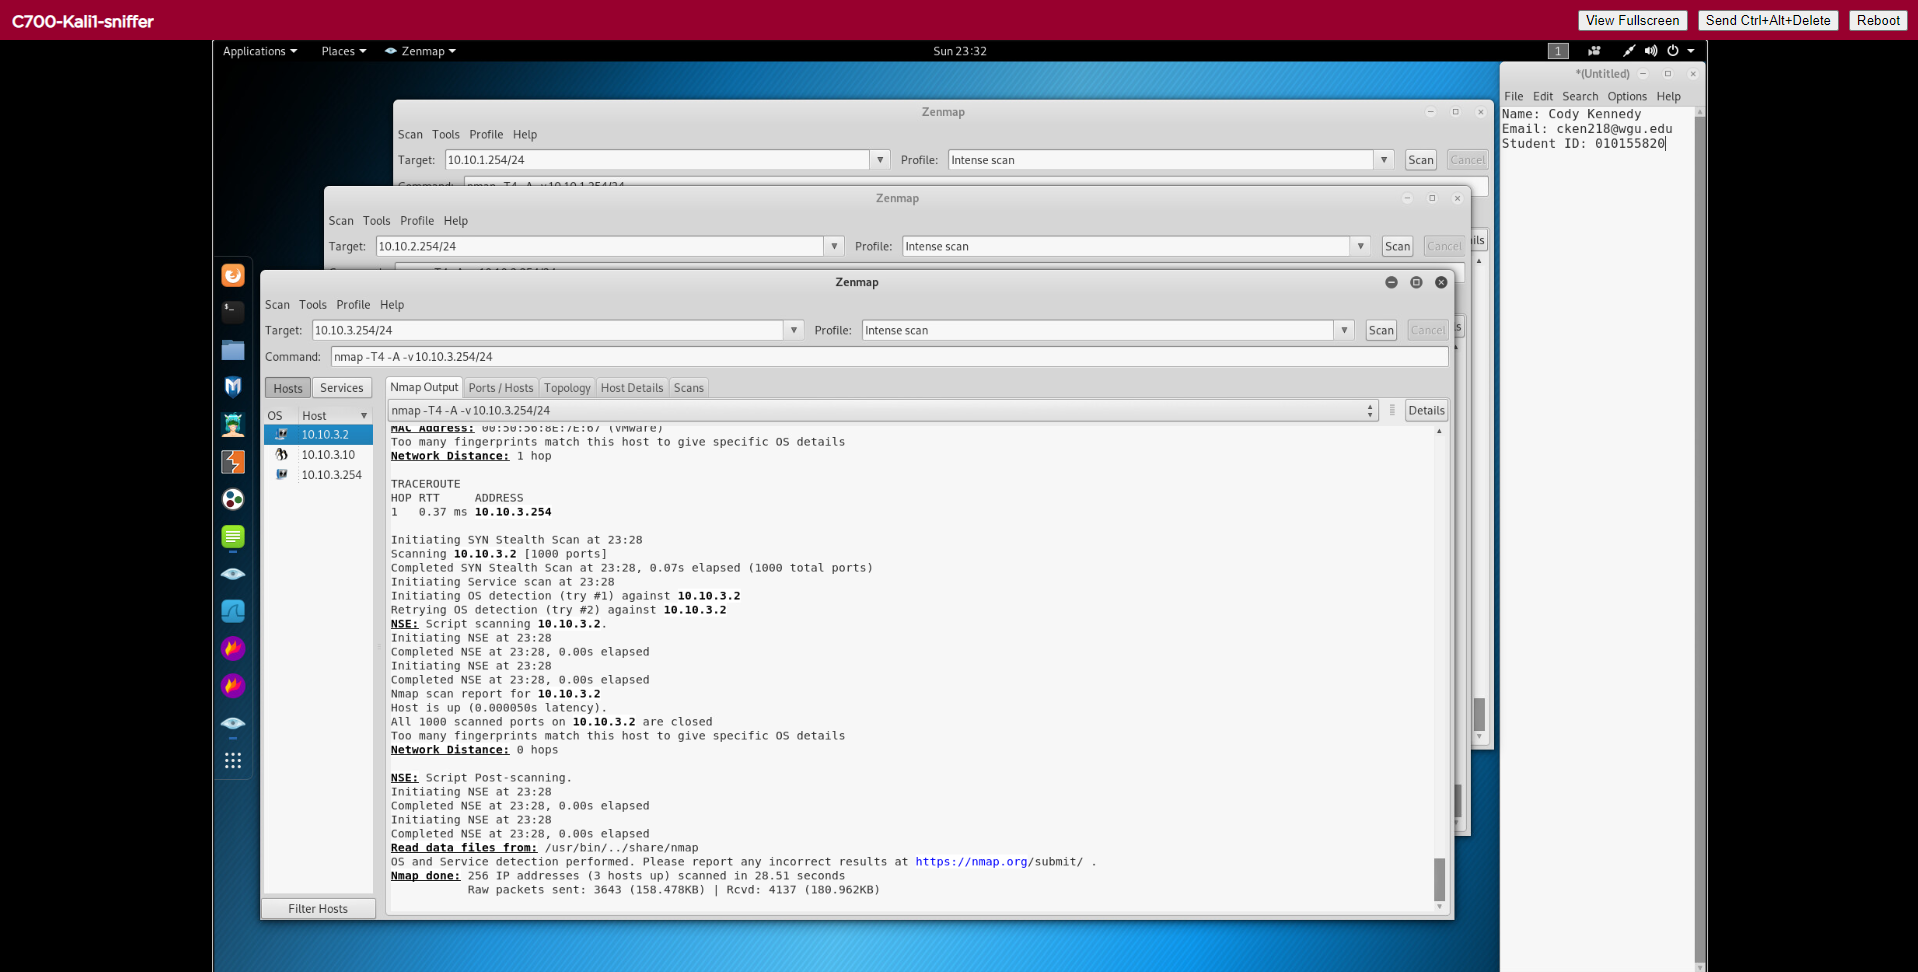 C700-Kali1-sniffer
View Fullscreen Send Ctrl+Alt+Delete Reboot
Applications Places Zenmap Sun 23:32 1
*(Untitled)
File Edit Search Options Help
Name: Cody Kennedy
Email: cken218@wgu.edu
Student ID: 010155820
Zenmap
Scan Tools Profile Help
Target: 10.10.1.254/24 Profile: Intense scan Scan Cancel
Command: nmap -T4 -A -v 10.10.1.254/24
Zenmap
Scan Tools Profile Help
Target: 10.10.2.254/24 Profile: Intense scan Scan Cancel
Zenmap
Scan Tools Profile Help
Target: 10.10.3.254/24 Profile: Intense scan Scan Cancel
Command: nmap -T4 -A -v 10.10.3.254/24
Hosts Services
OS Host
10.10.3.2
10.10.3.10
10.10.3.254
Filter Hosts
Nmap Output Ports / Hosts Topology Host Details Scans
nmap -T4 -A -v 10.10.3.254/24 Details
MAC Address: 00:50:56:8E:7E:67 (VMware)
Too many fingerprints match this host to give specific OS details
Network Distance: 1 hop
TRACEROUTE
HOP RTT ADDRESS
1 0.37 ms 10.10.3.254
Initiating SYN Stealth Scan at 23:28
Scanning 10.10.3.2 [1000 ports]
Completed SYN Stealth Scan at 23:28, 0.07s elapsed (1000 total ports)
Initiating Service scan at 23:28
Initiating OS detection (try #1) against 10.10.3.2
Retrying OS detection (try #2) against 10.10.3.2
NSE: Script scanning 10.10.3.2.
Initiating NSE at 23:28
Completed NSE at 23:28, 0.00s elapsed
Initiating NSE at 23:28
Completed NSE at 23:28, 0.00s elapsed
Nmap scan report for 10.10.3.2
Host is up (0.000050s latency).
All 1000 scanned ports on 10.10.3.2 are closed
Too many fingerprints match this host to give specific OS details
Network Distance: 0 hops
NSE: Script Post-scanning.
Initiating NSE at 23:28
Completed NSE at 23:28, 0.00s elapsed
Initiating NSE at 23:28
Completed NSE at 23:28, 0.00s elapsed
Read data files from: /usr/bin/../share/nmap
OS and Service detection performed. Please report any incorrect results at https://nmap.org/submit/ .
Nmap done: 256 IP addresses (3 hosts up) scanned in 28.51 seconds
Raw packets sent: 3643 (158.478KB) | Rcvd: 4137 (180.962KB)